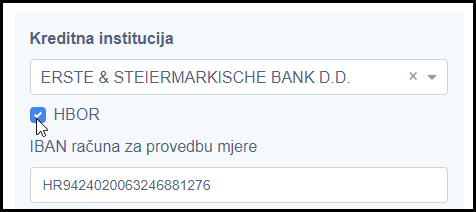 Kreditna institucija
ERSTE & STEIERMARKISCHE BANK D.D.
HBOR
IBAN računa za provedbu mjere
HR9424020063246881276